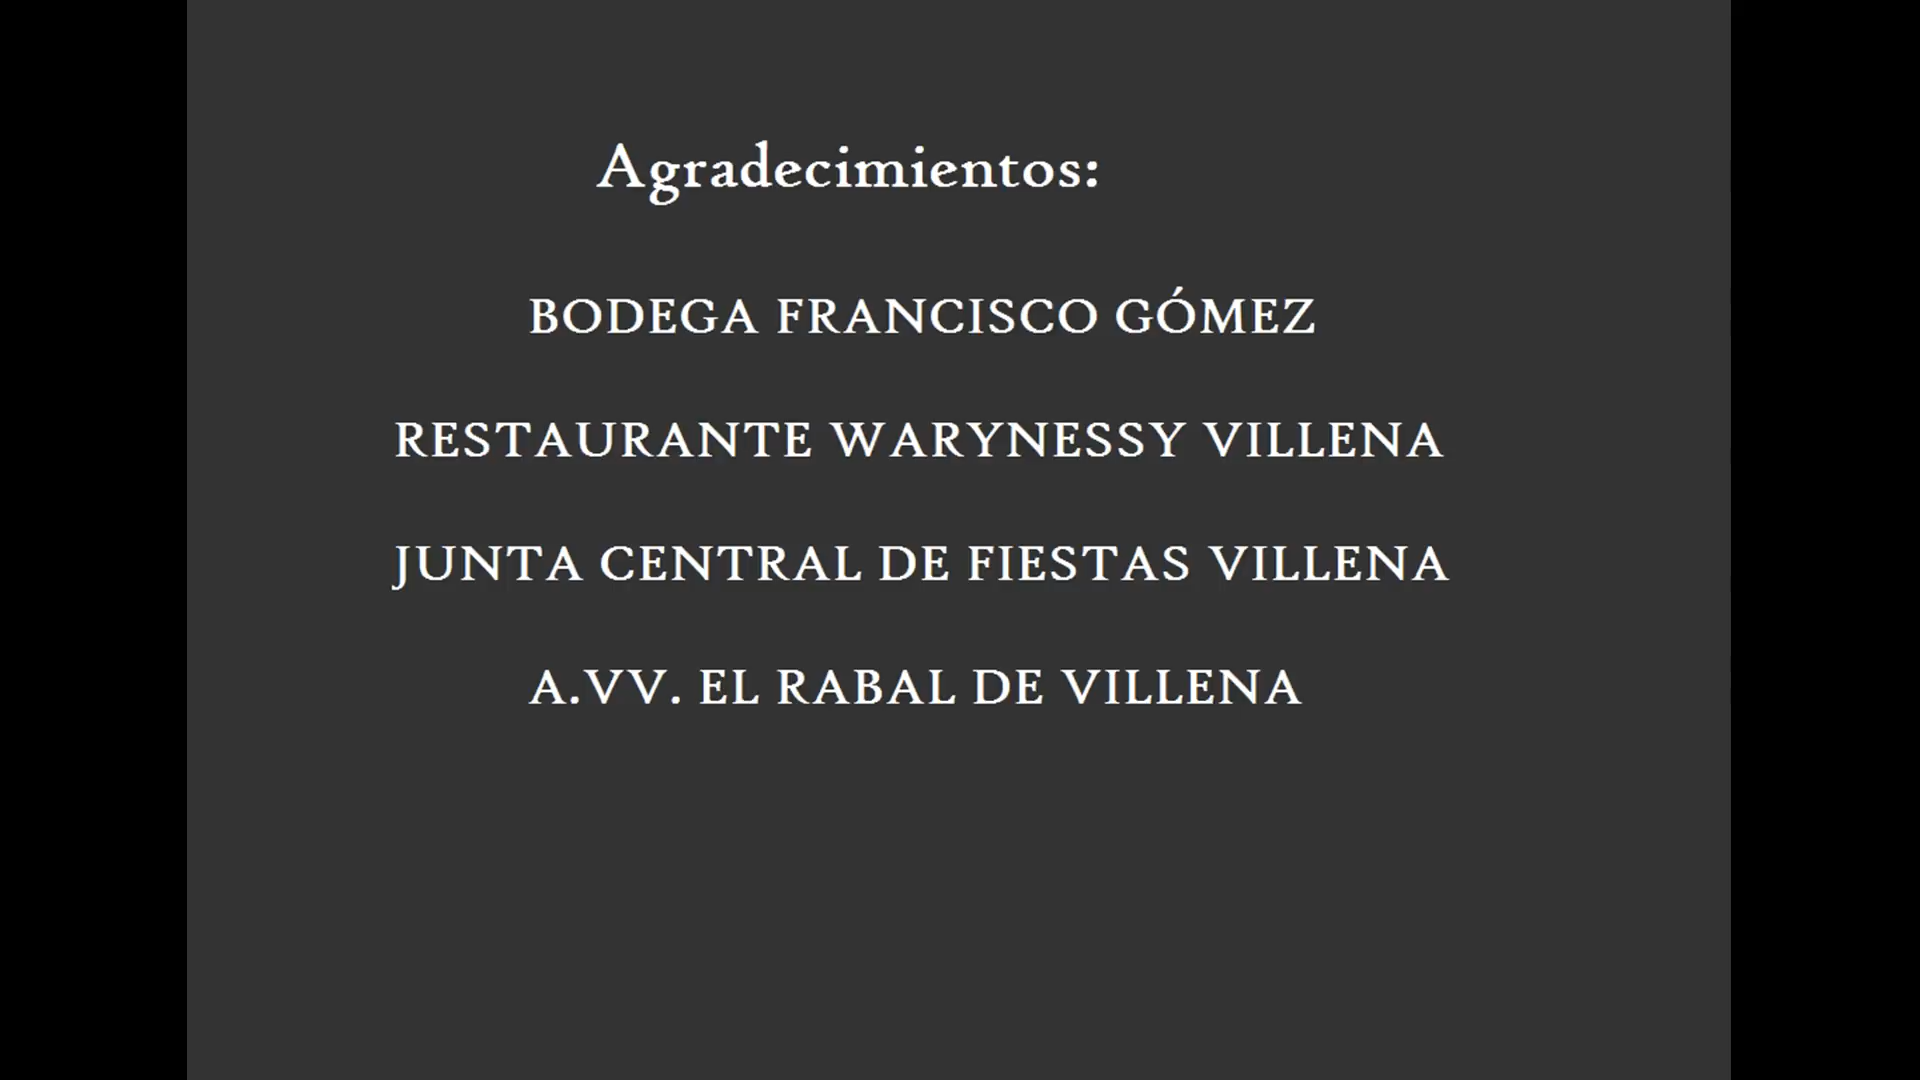 Agradecimientos:
BODEGA FRANCISCO GÓMEZ
RESTAURANTE WARYNESSY VILLENA
JUNTA CENTRAL DE FIESTAS VILLENA
A.VV. EL RABAL DE VILLENA